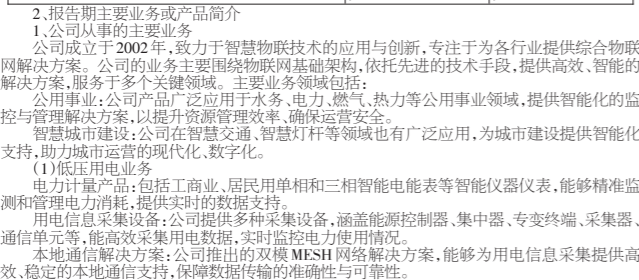 2、报告期主要业务或产品简介
1、公司从事的主要业务
公司成立于2002年,致力于智慧物联技术的应用与创新,专注于为各行业提供综合物联
网解决方案。公司的业务主要围绕物联网基础架构,依托先进的技术手段,提供高效、智能的
解决方案,服务于多个关键领域。主要业务领域包括:
公用事业:公司产品广泛应用于水务、电力、燃气、热力等公用事业领域,提供智能化的监
控与管理解决方案,以提升资源管理效率、确保运营安全。
智慧城市建设:公司在智慧交通、智慧灯杆等领域也有广泛应用,为城市建设提供智能化
支持,助力城市运营的现代化、数字化。
(1)低压用电业务
电力计量产品:包括工商业、居民用单相和三相智能电能表等智能仪器仪表,能够精准监
测和管理电力消耗,提供实时的数据支持。
用电信息采集设备:公司提供多种采集设备,涵盖能源控制器、集中器、专变终端、采集器、
通信单元等,能高效采集用电数据,实时监控电力使用情况。
本地通信解决方案:公司推出的双模MESH网络解决方案,能够为用电信息采集提供高
效、稳定的本地通信支持,保障数据传输的准确性与可靠性。